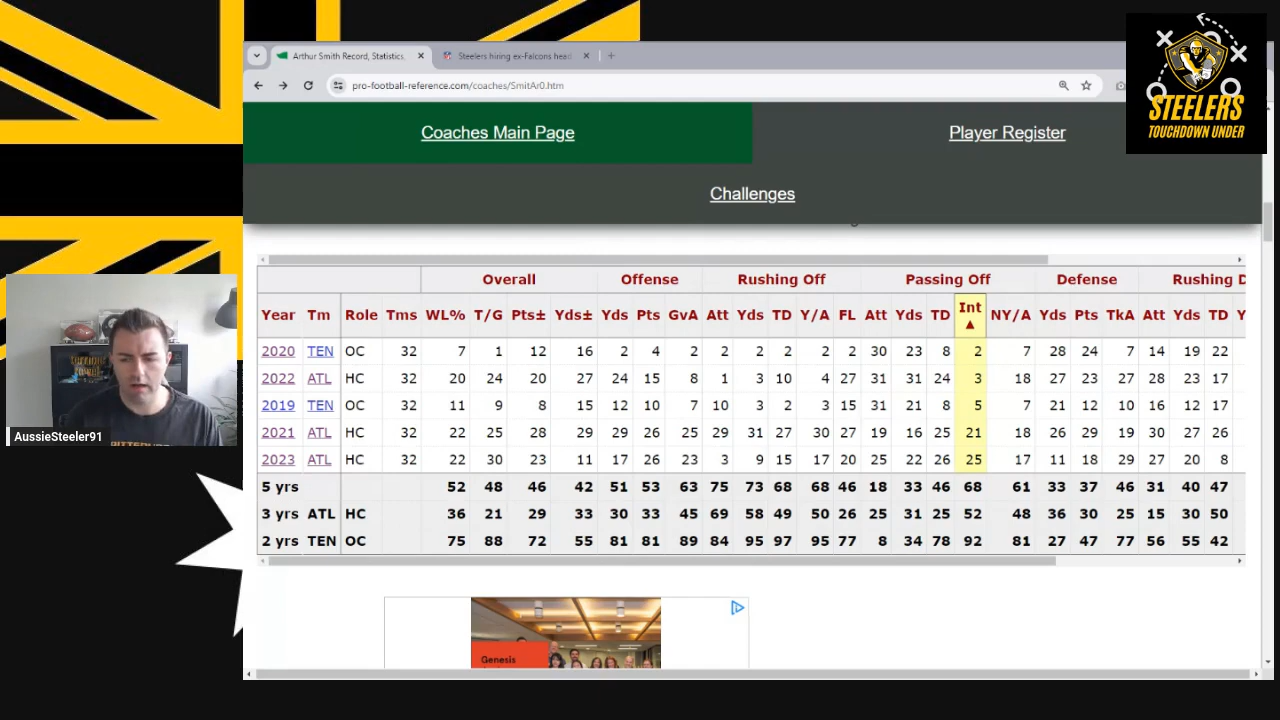 Arthur Smith Record, Statistics,
Steelers hiring ex-Falcons head
pro-football-reference.com/coaches/SmitAr0.htm
STEELERS
TOUCHDOWN UNDER
Coaches Main Page
Player Register
Challenges
Overall Offense Rushing Off Passing Off Defense Rushing D
Year Tm Role Tms WL% T/G Pts± Yds± Yds Pts GvA Att Yds TD Y/A FL Att Yds TD Int ▲ NY/A Yds Pts TkA Att Yds TD Y
2020 TEN OC 32 7 1 12 16 2 4 2 2 2 2 2 2 30 23 8 2 7 28 24 7 14 19 22
2022 ATL HC 32 20 24 20 27 24 15 8 1 3 10 4 27 31 31 24 3 18 27 23 27 28 23 17
2019 TEN OC 32 11 9 8 15 12 10 7 10 3 2 3 15 31 21 8 5 7 21 12 10 16 12 17
2021 ATL HC 32 22 25 28 29 29 26 25 29 31 27 30 27 19 16 25 21 18 26 29 19 30 27 26
2023 ATL HC 32 22 30 23 11 17 26 23 3 9 15 17 20 25 22 26 25 17 11 18 29 27 20 8
5 yrs 52 48 46 42 51 53 63 75 73 68 68 46 18 33 46 68 61 33 37 46 31 40 47
3 yrs ATL HC 36 21 29 33 30 33 45 69 58 49 50 26 25 31 25 52 48 36 30 25 15 30 50
2 yrs TEN OC 75 88 72 55 81 81 89 84 95 97 95 77 8 34 78 92 81 27 47 77 56 55 42
AussieSteeler91
Genesis